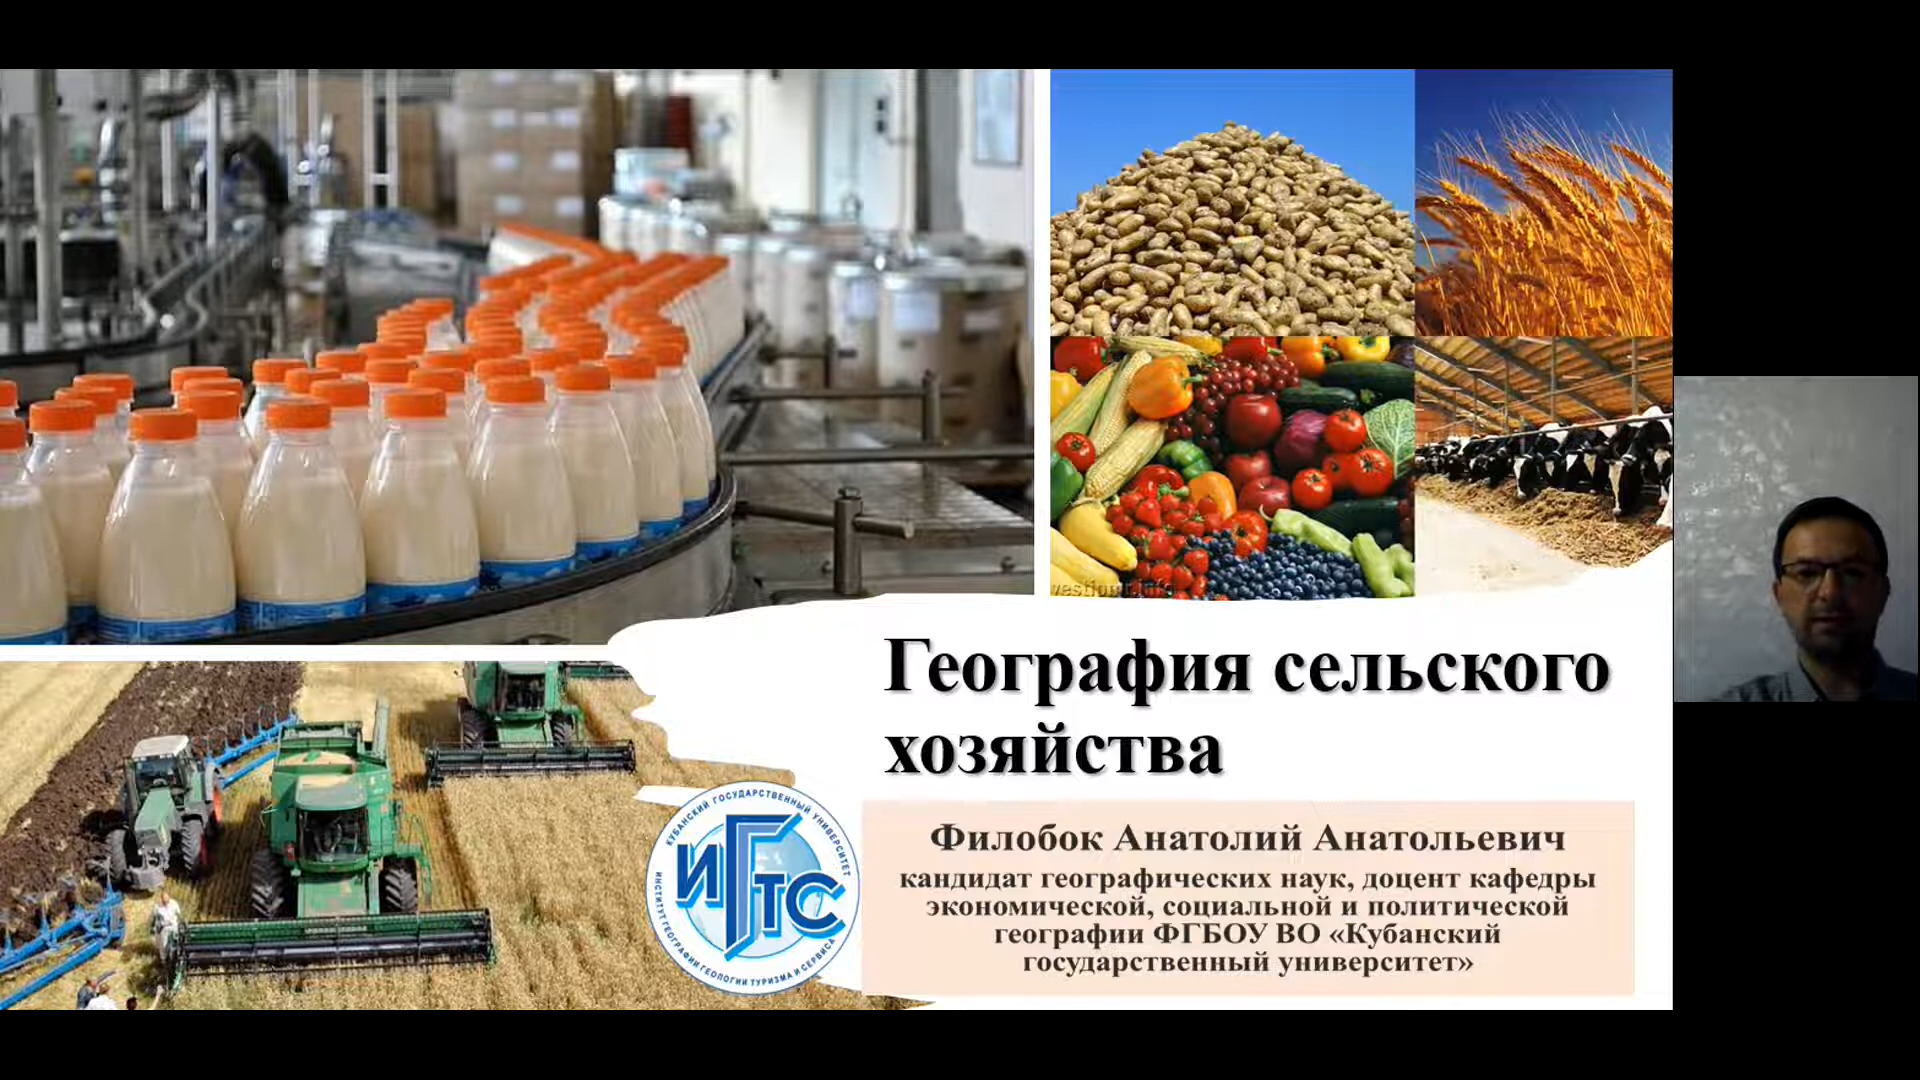 География сельского
хозяйства
Филобок Анатолий Анатольевич
кандидат географических наук, доцент кафедры
экономической, социальной и политической
географии ФГБОУ ВО «Кубанский
государственный университет»
КУБАНСКИЙ ГОСУДАРСТВЕННЫЙ УНИВЕРСИТЕТ
ИГТС
ИНСТИТУТ ГЕОГРАФИИ ГЕОЛОГИИ ТУРИЗМА И СЕРВИСА